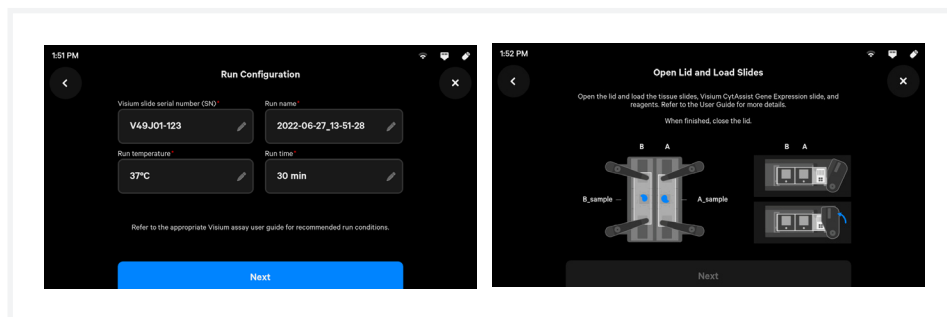 1:51 PM
Run Configuration
Visium slide serial number (SN)*
Run name*
V49J01-123
2022-06-27_13-51-28
Run temperature*
Run time*
37°C
30 min
Refer to the appropriate Visium assay user guide for recommended run conditions.
Next
1:52 PM
Open Lid and Load Slides
Open the lid and load the tissue slides, Visium CytAssist Gene Expression slide, and
reagents. Refer to the User Guide for more details.
When finished, close the lid.
B A
B A
B_sample
A_sample
Next